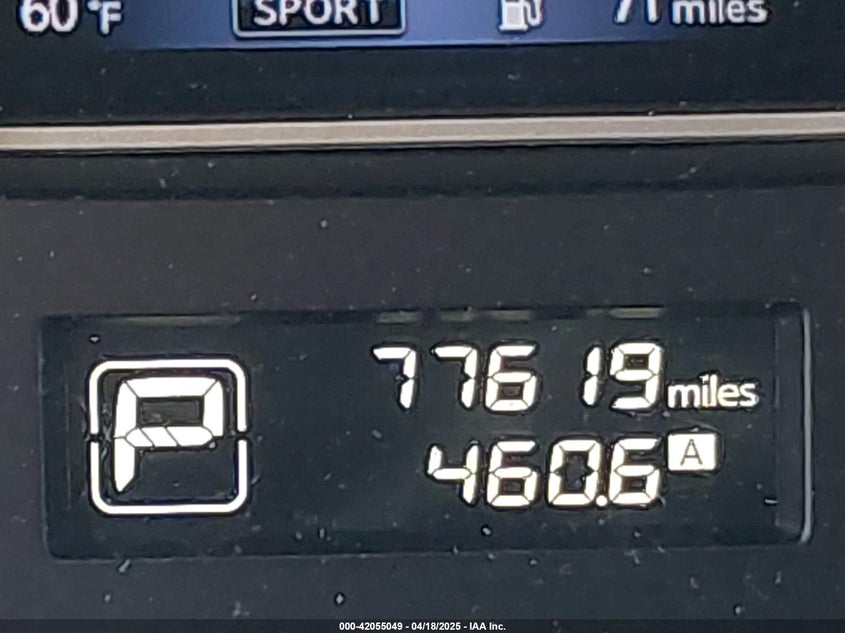 60 °F SPORT 71 miles
77619 miles
P
460.6 A
000-42055049 - 04/18/2025 - IAA Inc.